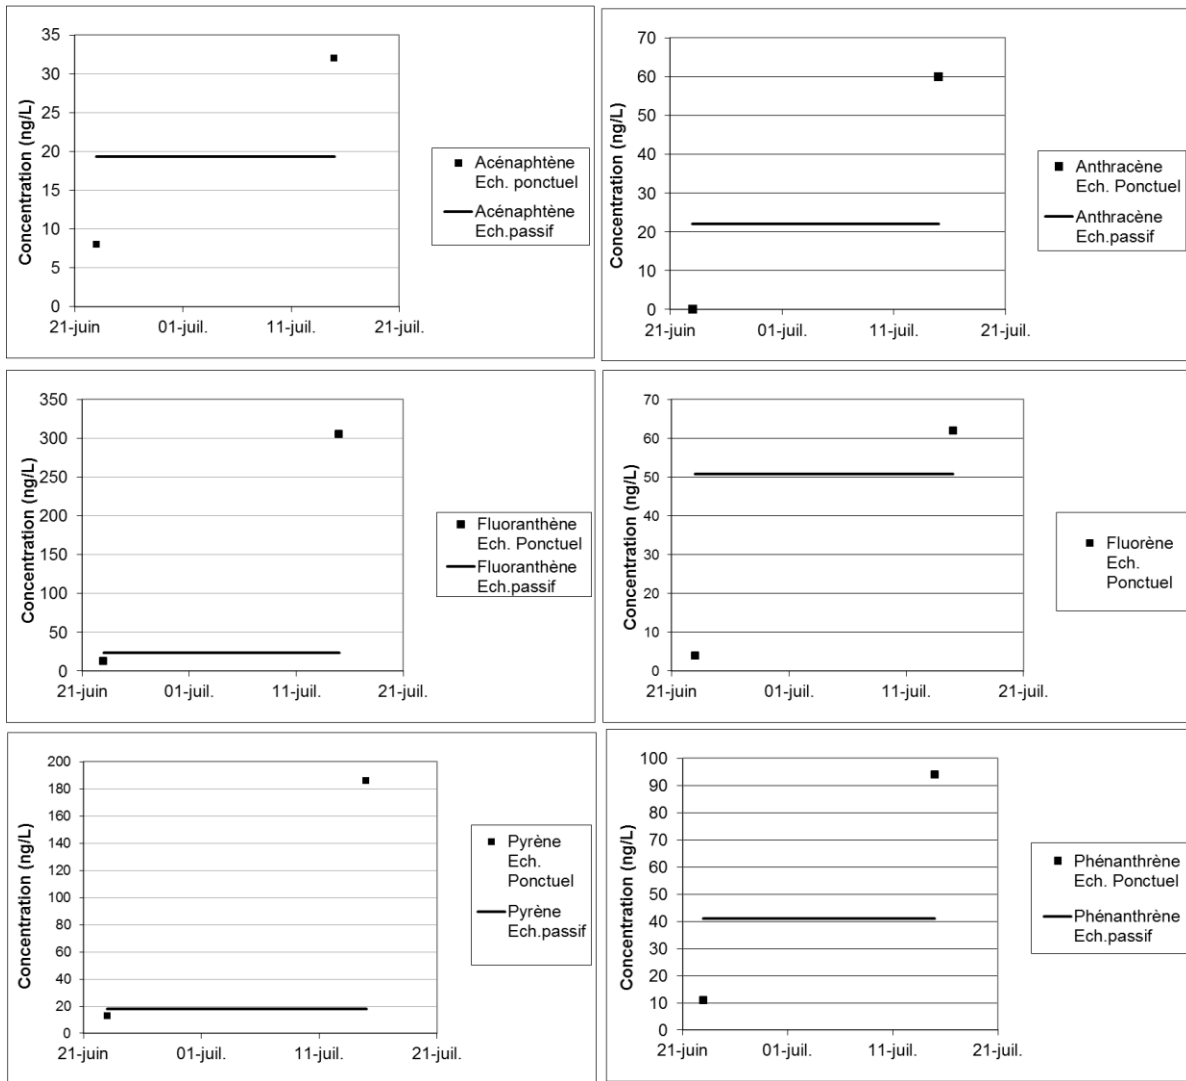 35
30
25
20
15
10
5
0
Concentration (ng/L)
21-juin
01-juil.
11-juil.
21-juil.
Acénaphtène
Ech. ponctuel
Acénaphtène
Ech.passif
70
60
50
40
30
20
10
0
Concentration (ng/L)
21-juin
01-juil.
11-juil.
21-juil.
Anthracène
Ech. Ponctuel
Anthracène
Ech.passif
350
300
250
200
150
100
50
0
Concentration (ng/L)
21-juin
01-juil.
11-juil.
21-juil.
Fluoranthène
Ech. Ponctuel
Fluoranthène
Ech.passif
70
60
50
40
30
20
10
0
Concentration (ng/L)
21-juin
01-juil.
11-juil.
21-juil.
Fluorène
Ech.
Ponctuel
200
180
160
140
120
100
80
60
40
20
0
Concentration (ng/L)
21-juin
01-juil.
11-juil.
21-juil.
Pyrène
Ech.
Ponctuel
Pyrène
Ech.passif
100
90
80
70
60
50
40
30
20
10
0
Concentration (ng/L)
21-juin
01-juil.
11-juil.
21-juil.
Phénanthrène
Ech. Ponctuel
Phénanthrène
Ech.passif